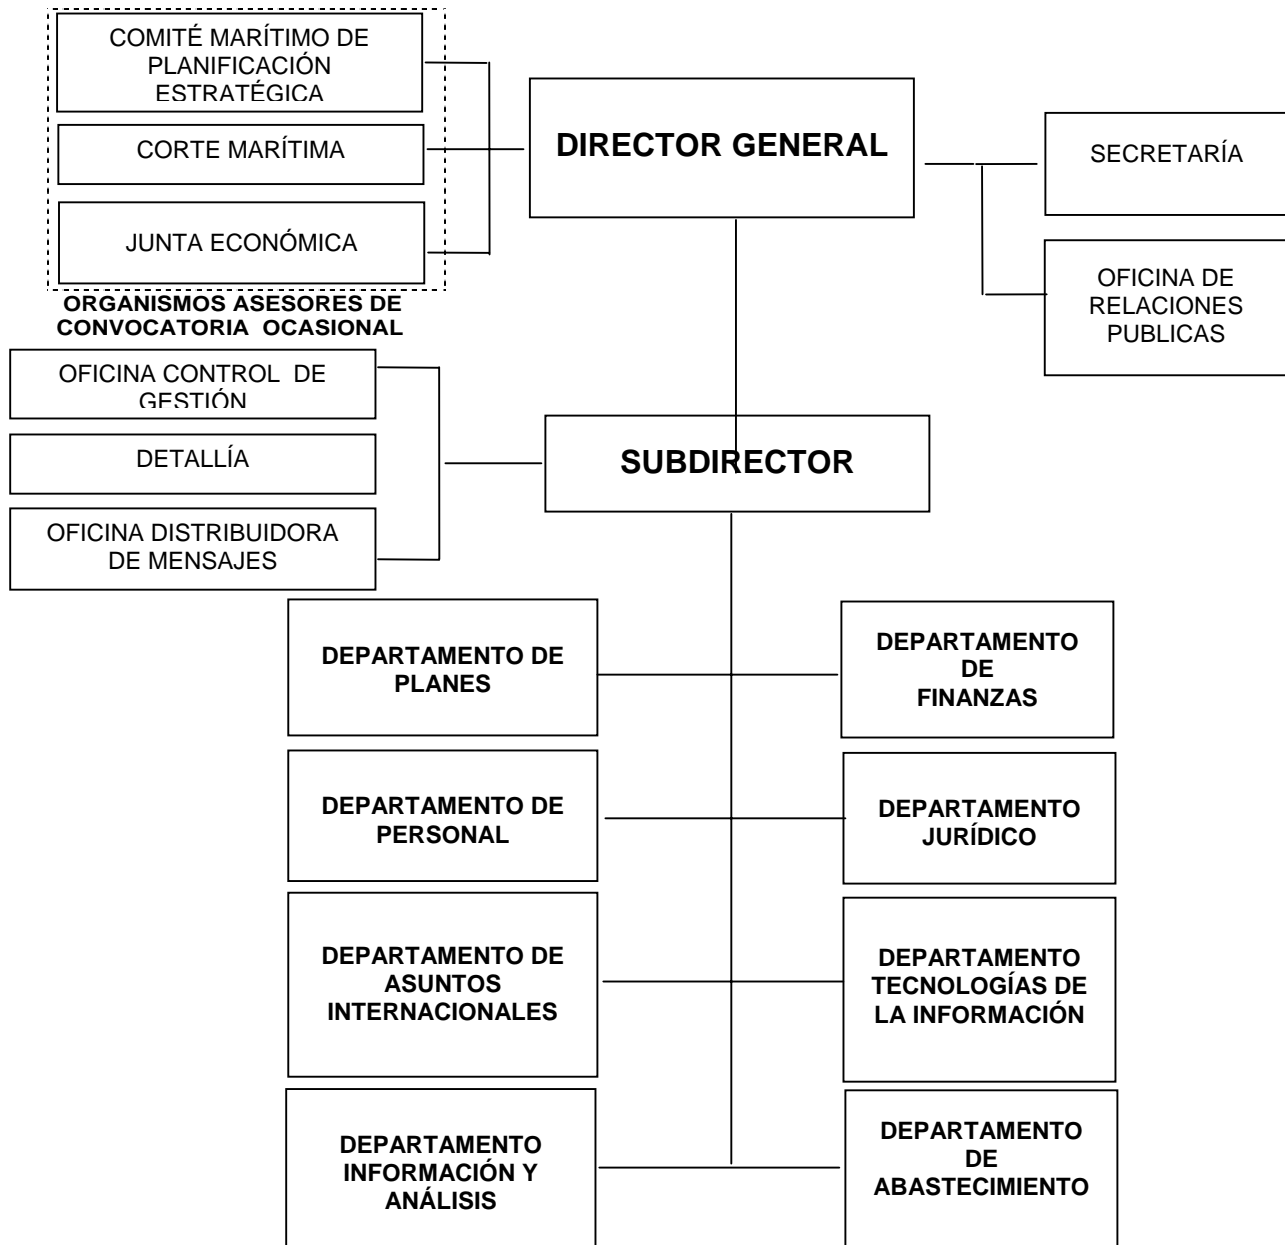 COMITÉ MARÍTIMO DE
PLANIFICACIÓN
ESTRATÉGICA
CORTE MARÍTIMA
JUNTA ECONÓMICA
ORGANISMOS ASESORES DE
CONVOCATORIA OCASIONAL
DIRECTOR GENERAL
SECRETARÍA
OFICINA DE
RELACIONES
PUBLICAS
OFICINA CONTROL DE
GESTIÓN
DETALLÍA
OFICINA DISTRIBUIDORA
DE MENSAJES
SUBDIRECTOR
DEPARTAMENTO DE
PLANES
DEPARTAMENTO
DE
FINANZAS
DEPARTAMENTO DE
PERSONAL
DEPARTAMENTO
JURÍDICO
DEPARTAMENTO DE
ASUNTOS
INTERNACIONALES
DEPARTAMENTO
TECNOLOGÍAS DE
LA INFORMACIÓN
DEPARTAMENTO
INFORMACIÓN Y
ANÁLISIS
DEPARTAMENTO
DE
ABASTECIMIENTO